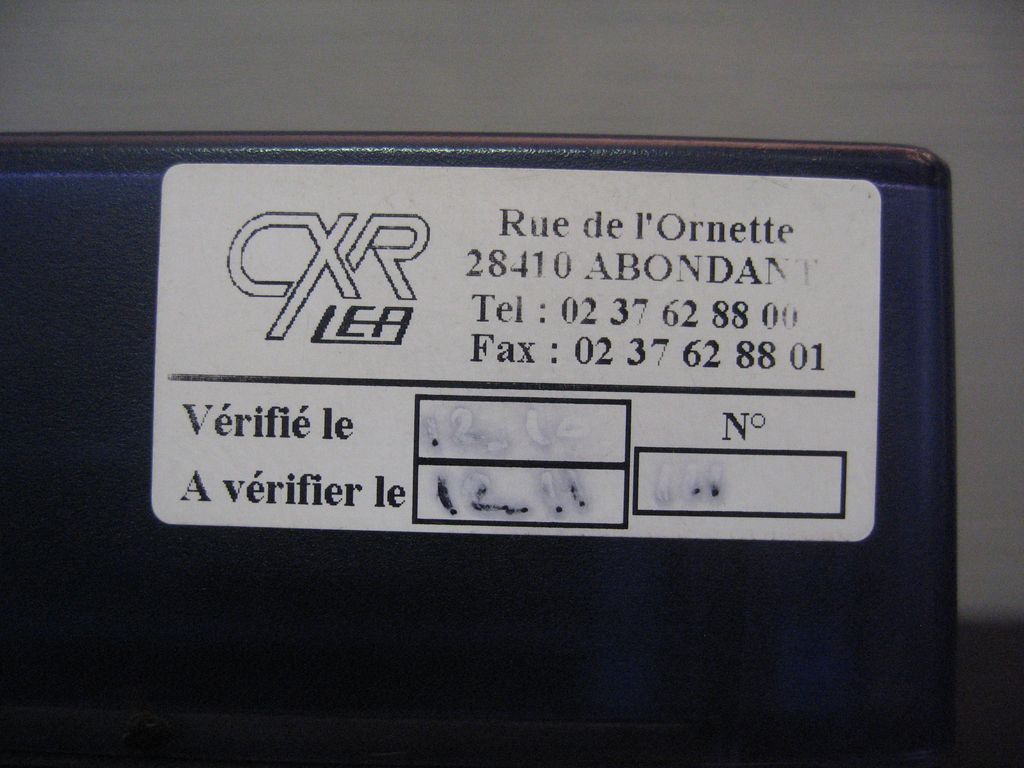 CXR
LEA
Rue de l'Ornette
28410 ABONDANT
Tel : 02 37 62 88 00
Fax : 02 37 62 88 01
Vérifié le
N°
A vérifier le